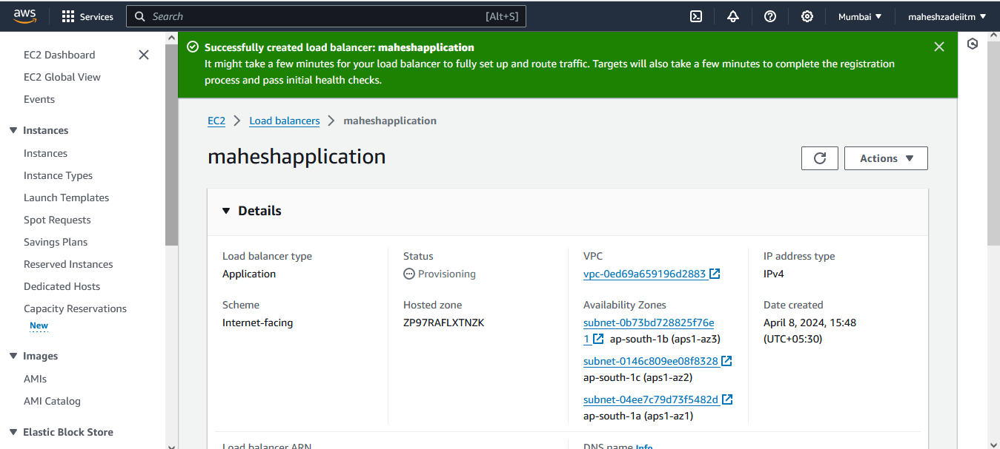 aws
Services
Search
[Alt+S]
Mumbai
maheshzadeiitm
EC2 Dashboard
EC2 Global View
Events
Instances
Instances
Instance Types
Launch Templates
Spot Requests
Savings Plans
Reserved Instances
Dedicated Hosts
Capacity Reservations
New
Images
AMIs
AMI Catalog
Elastic Block Store
Successfully created load balancer: maheshapplication
It might take a few minutes for your load balancer to fully set up and route traffic. Targets will also take a few minutes to complete the registration
process and pass initial health checks.
EC2
Load balancers
maheshapplication
maheshapplication
Actions
Details
Load balancer type
Application
Scheme
Internet-facing
Status
Provisioning
Hosted zone
ZP97RAFLXTNZK
VPC
vpc-0ed69a659196d2883
Availability Zones
subnet-0b73bd728825f76e
1 ap-south-1b (aps1-az3)
subnet-0146c809ee08f8328
ap-south-1c (aps1-az2)
subnet-04ee7c79d73f5482d
ap-south-1a (aps1-az1)
IP address type
IPv4
Date created
April 8, 2024, 15:48
(UTC+05:30)
Load balancer ARN
DNS name Info